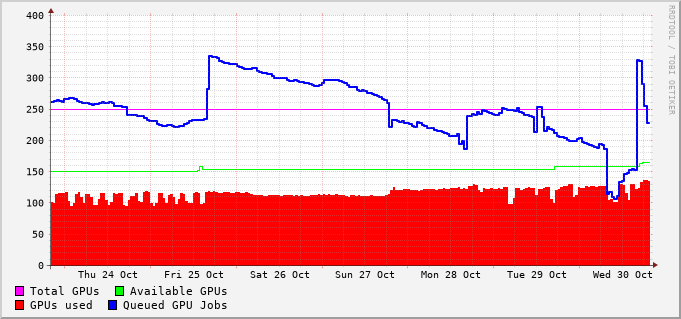 400
350
300
250
200
150
100
50
0
Thu 24 Oct Fri 25 Oct Sat 26 Oct Sun 27 Oct Mon 28 Oct Tue 29 Oct Wed 30 Oct
Total GPUs Available GPUs
GPUs used Queued GPU Jobs
RRDTOOL / TOBI OETIKER